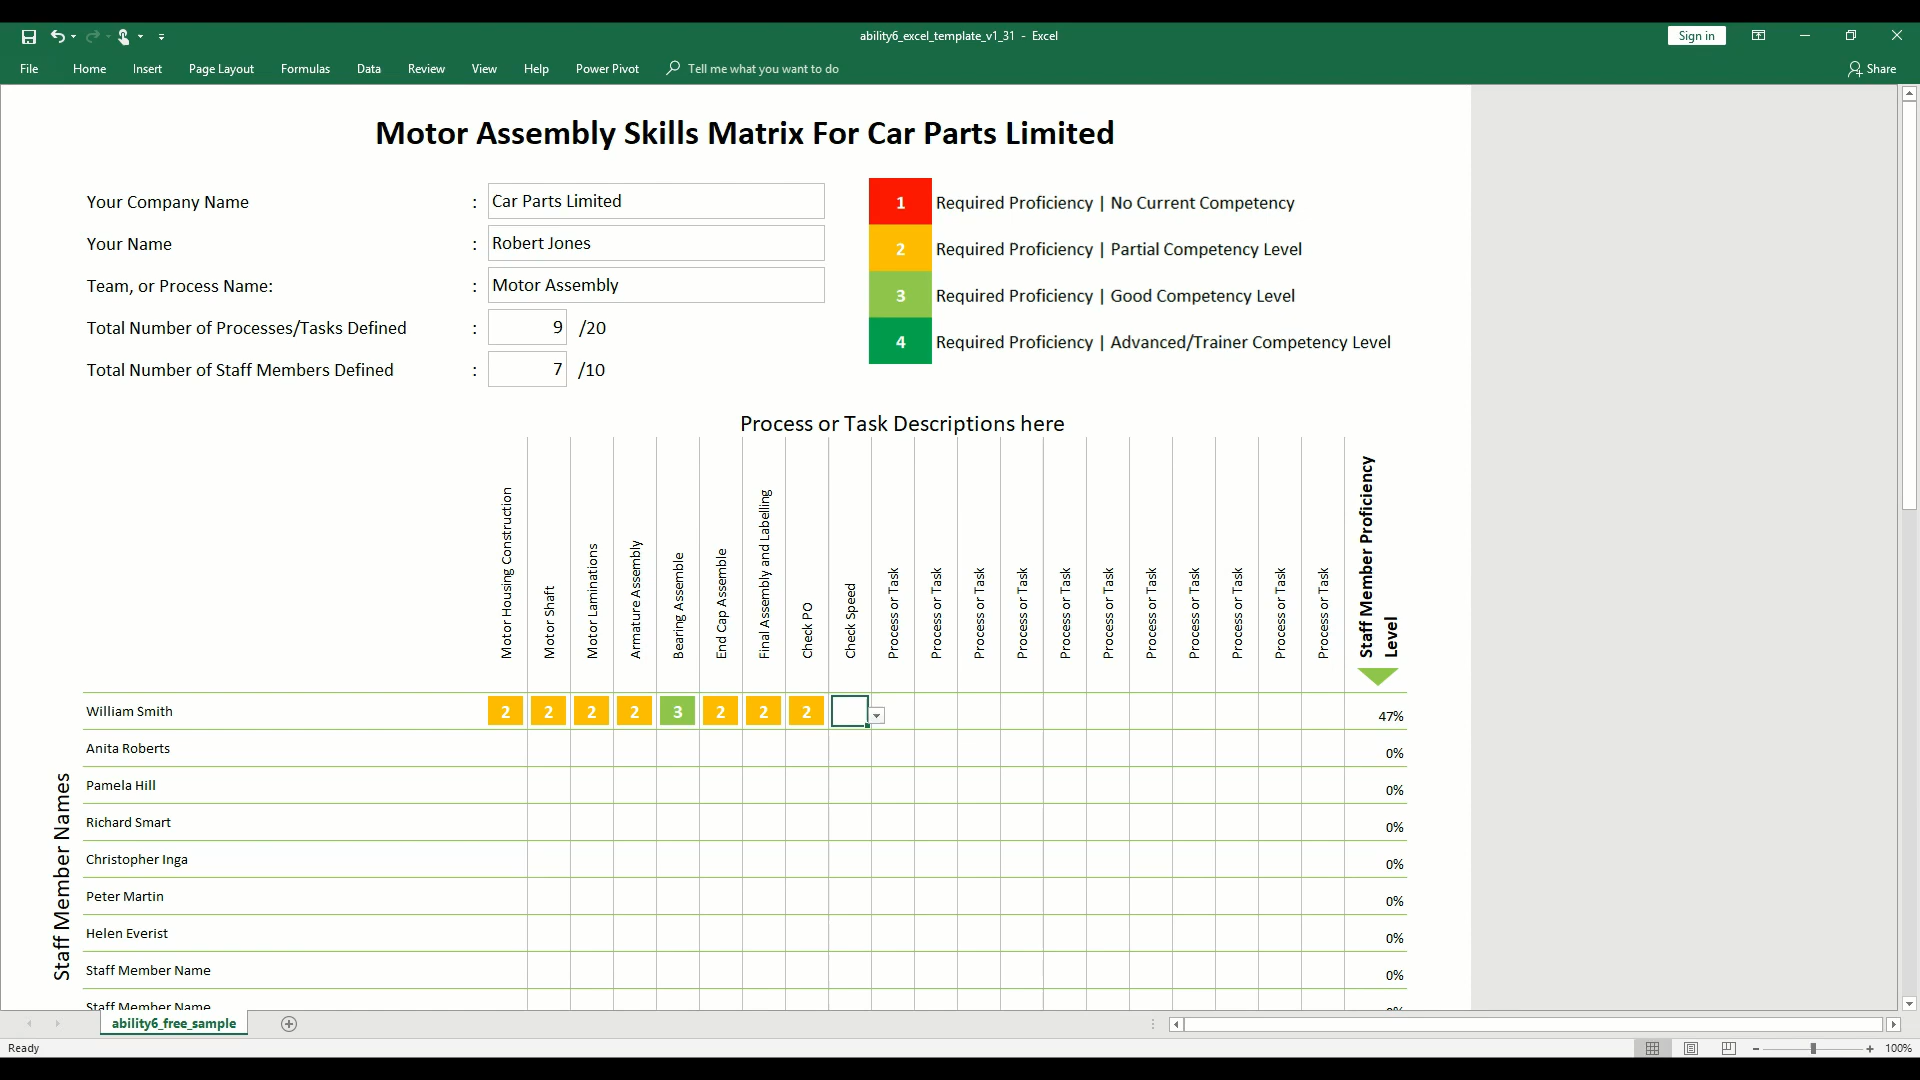 ability6_excel_template_v1_31 - Excel
Sign in
File Home Insert Page Layout Formulas Data Review View Help Power Pivot Tell me what you want to do Share
Motor Assembly Skills Matrix For Car Parts Limited
Your Company Name : Car Parts Limited
Your Name : Robert Jones
Team, or Process Name: : Motor Assembly
Total Number of Processes/Tasks Defined : 9 /20
Total Number of Staff Members Defined : 7 /10
1 Required Proficiency | No Current Competency
2 Required Proficiency | Partial Competency Level
3 Required Proficiency | Good Competency Level
4 Required Proficiency | Advanced/Trainer Competency Level
Process or Task Descriptions here
Motor Housing Construction
Motor Shaft
Motor Laminations
Armature Assembly
Bearing Assemble
End Cap Assemble
Final Assembly and Labelling
Check PO
Check Speed
Process or Task
Process or Task
Process or Task
Process or Task
Process or Task
Process or Task
Process or Task
Process or Task
Process or Task
Process or Task
Process or Task
Staff Member Proficiency
Level
Staff Member Names
William Smith 2 2 2 2 3 2 2 2 47%
Anita Roberts 0%
Pamela Hill 0%
Richard Smart 0%
Christopher Inga 0%
Peter Martin 0%
Helen Everist 0%
Staff Member Name 0%
Staff Member Name 0%
ability6_free_sample
Ready
100%